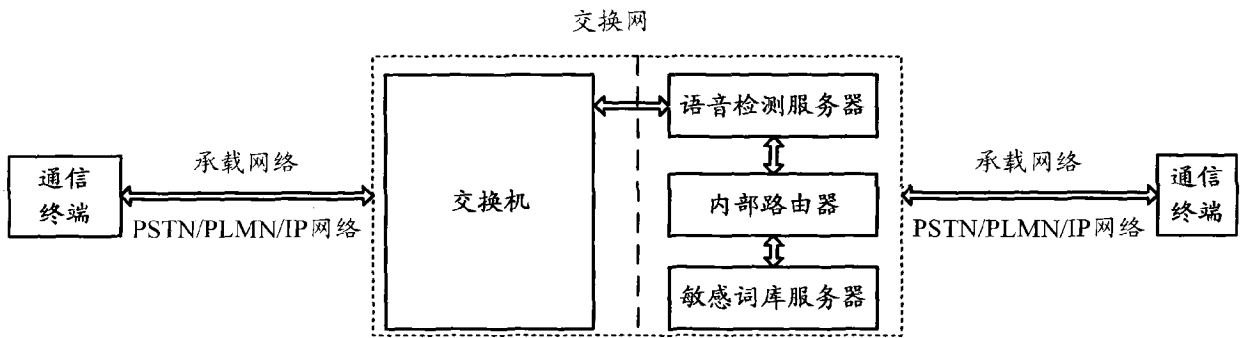 交换网
通信
终端
承载网络
PSTN/PLMN/IP网络
交换机
语音检测服务器
内部路由器
敏感词库服务器
承载网络
PSTN/PLMN/IP网络
通信
终端